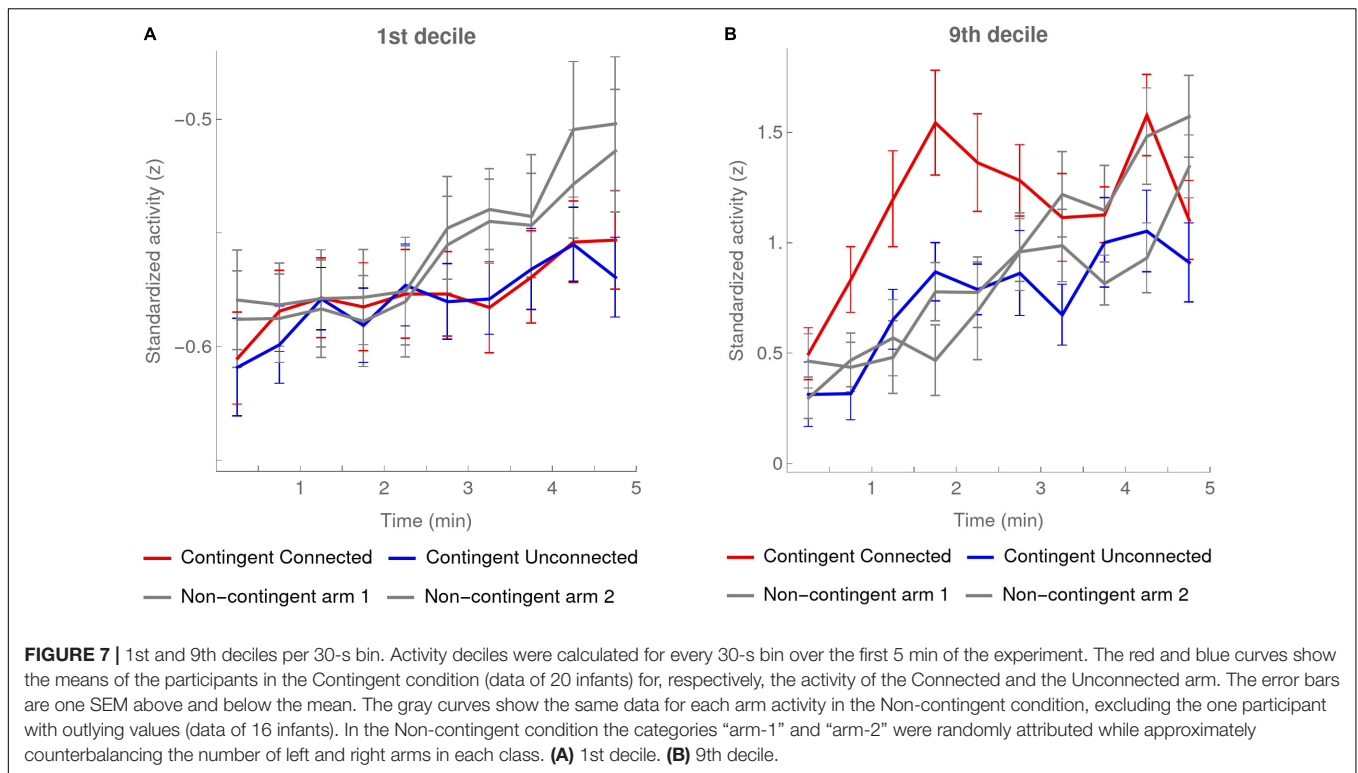 A
1st decile
−0.5
−0.6
Standardized activity (z)
1 2 3 4 5
Time (min)
Contingent Connected Contingent Unconnected
Non−contingent arm 1 Non−contingent arm 2
B
9th decile
1.5
1.
0.5
0
Standardized activity (z)
1 2 3 4 5
Time (min)
Contingent Connected Contingent Unconnected
Non−contingent arm 1 Non−contingent arm 2
FIGURE 7 | 1st and 9th deciles per 30-s bin. Activity deciles were calculated for every 30-s bin over the first 5 min of the experiment. The red and blue curves show
the means of the participants in the Contingent condition (data of 20 infants) for, respectively, the activity of the Connected and the Unconnected arm. The error bars
are one SEM above and below the mean. The gray curves show the same data for each arm activity in the Non-contingent condition, excluding the one participant
with outlying values (data of 16 infants). In the Non-contingent condition the categories “arm-1” and “arm-2” were randomly attributed while approximately
counterbalancing the number of left and right arms in each class. (A) 1st decile. (B) 9th decile.